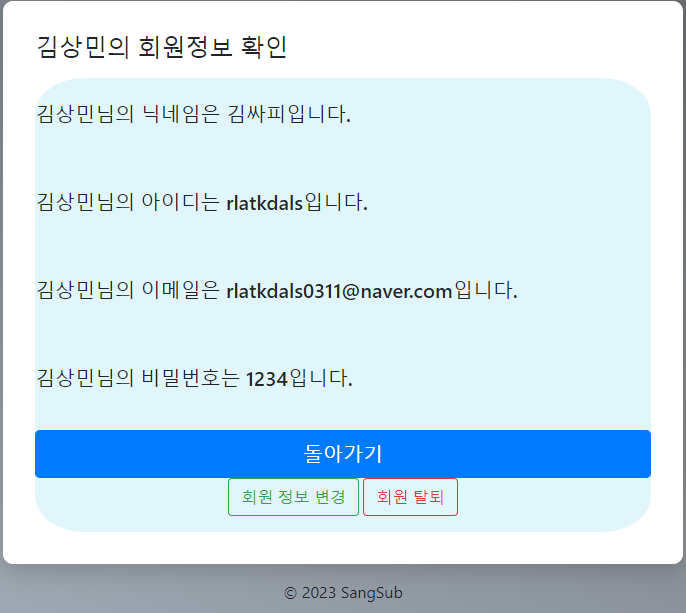 김상민의 회원정보 확인
김상민님의 닉네임은 김싸피입니다.
김상민님의 아이디는 rlatkdals입니다.
김상민님의 이메일은 rlatkdals0311@naver.com입니다.
김상민님의 비밀번호는 1234입니다.
돌아가기
회원 정보 변경 회원 탈퇴
© 2023 SangSub